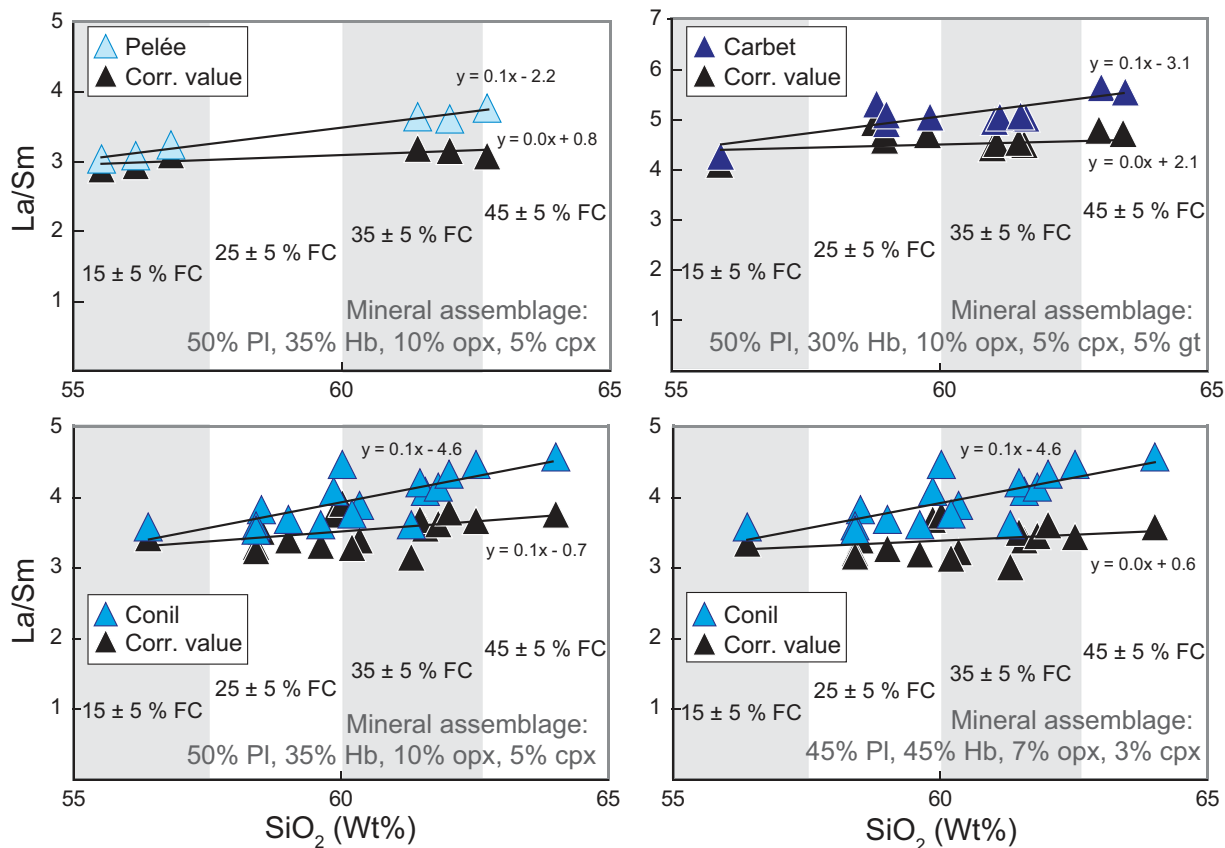 5
4
3
2
1
La/Sm
Pelée
Corr. value
y = 0.1x - 2.2
y = 0.0x + 0.8
15 ± 5 % FC
25 ± 5 % FC
35 ± 5 % FC
45 ± 5 % FC
Mineral assemblage:
50% Pl, 35% Hb, 10% opx, 5% cpx
55
60
65
7
6
5
4
3
2
1
Carbet
Corr. value
y = 0.1x - 3.1
y = 0.0x + 2.1
15 ± 5 % FC
25 ± 5 % FC
35 ± 5 % FC
45 ± 5 % FC
Mineral assemblage:
50% Pl, 30% Hb, 10% opx, 5% cpx, 5% gt
55
60
65
5
4
3
2
1
La/Sm
y = 0.1x - 4.6
y = 0.1x - 0.7
Conil
Corr. value
15 ± 5 % FC
25 ± 5 % FC
35 ± 5 % FC
45 ± 5 % FC
Mineral assemblage:
50% Pl, 35% Hb, 10% opx, 5% cpx
55
60
65
SiO₂ (Wt%)
5
4
3
2
1
y = 0.1x - 4.6
y = 0.0x + 0.6
Conil
Corr. value
15 ± 5 % FC
25 ± 5 % FC
35 ± 5 % FC
45 ± 5 % FC
Mineral assemblage:
45% Pl, 45% Hb, 7% opx, 3% cpx
55
60
65
SiO₂ (Wt%)